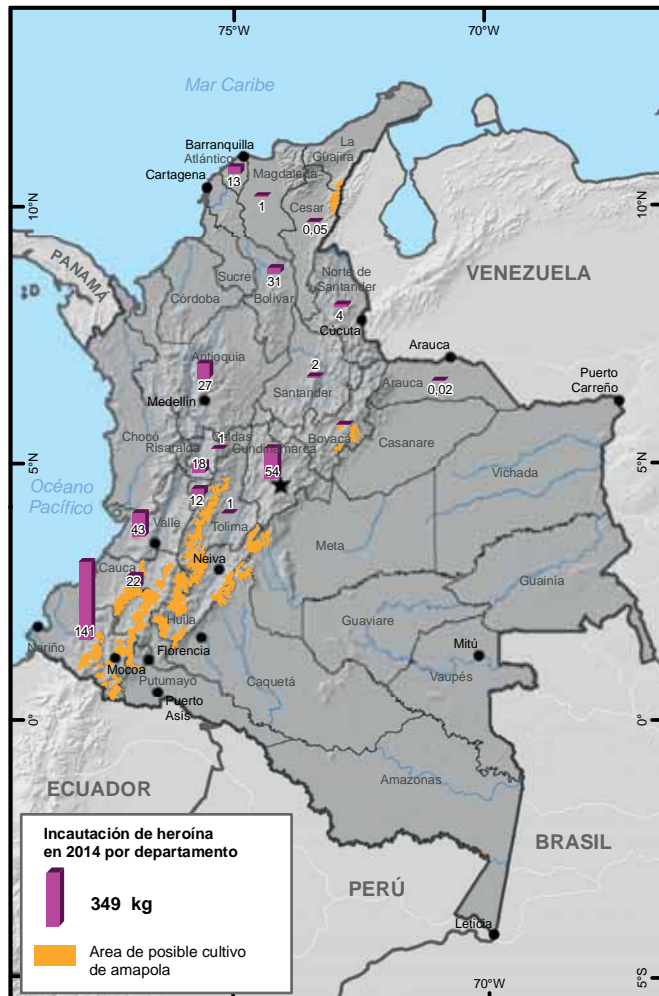 75°W
70°W
Mar Caribe
Barranquilla
La
Guajira
Atlántico
Magdalena
Cartagena
13
10°N
10°N
1
Cesar
0,05
PANAMÁ
VENEZUELA
Sucre
Norte de
Santander
31
Córdoba
Bolívar
4
Cúcuta
Arauca
Antioquia
2
27
Santander
Arauca
0,02
Puerto
Carreño
Medellín
Chocó
1
Caldas
Boyacá
Risaralda
Cundinamarca
Casanare
5°N
5°N
18
54
Vichada
Océano
Pacífico
12
1
43
Valle
Tolima
Meta
Cauca
Neiva
22
Guainía
Huila
Guaviare
141
Nariño
Florencia
Mitú
Mocoa
Caquetá
Vaupés
Putumayo
Puerto
Asís
0°
0°
Amazonas
ECUADOR
BRASIL
Incautación de heroína
en 2014 por departamento
349 kg
PERÚ
Leticia
Area de posible cultivo
de amapola
70°W
5°S